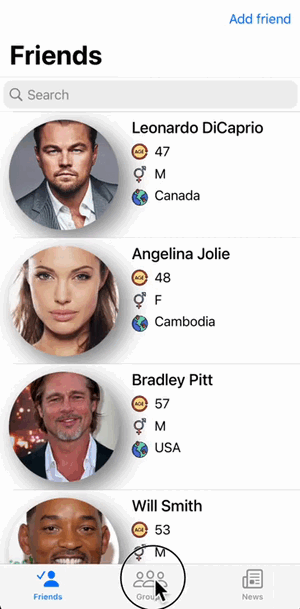 Add friend
Friends
Search
Leonardo DiCaprio
AGE 47
M
Canada
Angelina Jolie
AGE 48
F
Cambodia
Bradley Pitt
AGE 57
M
USA
Will Smith
AGE 53
M
Friends
News